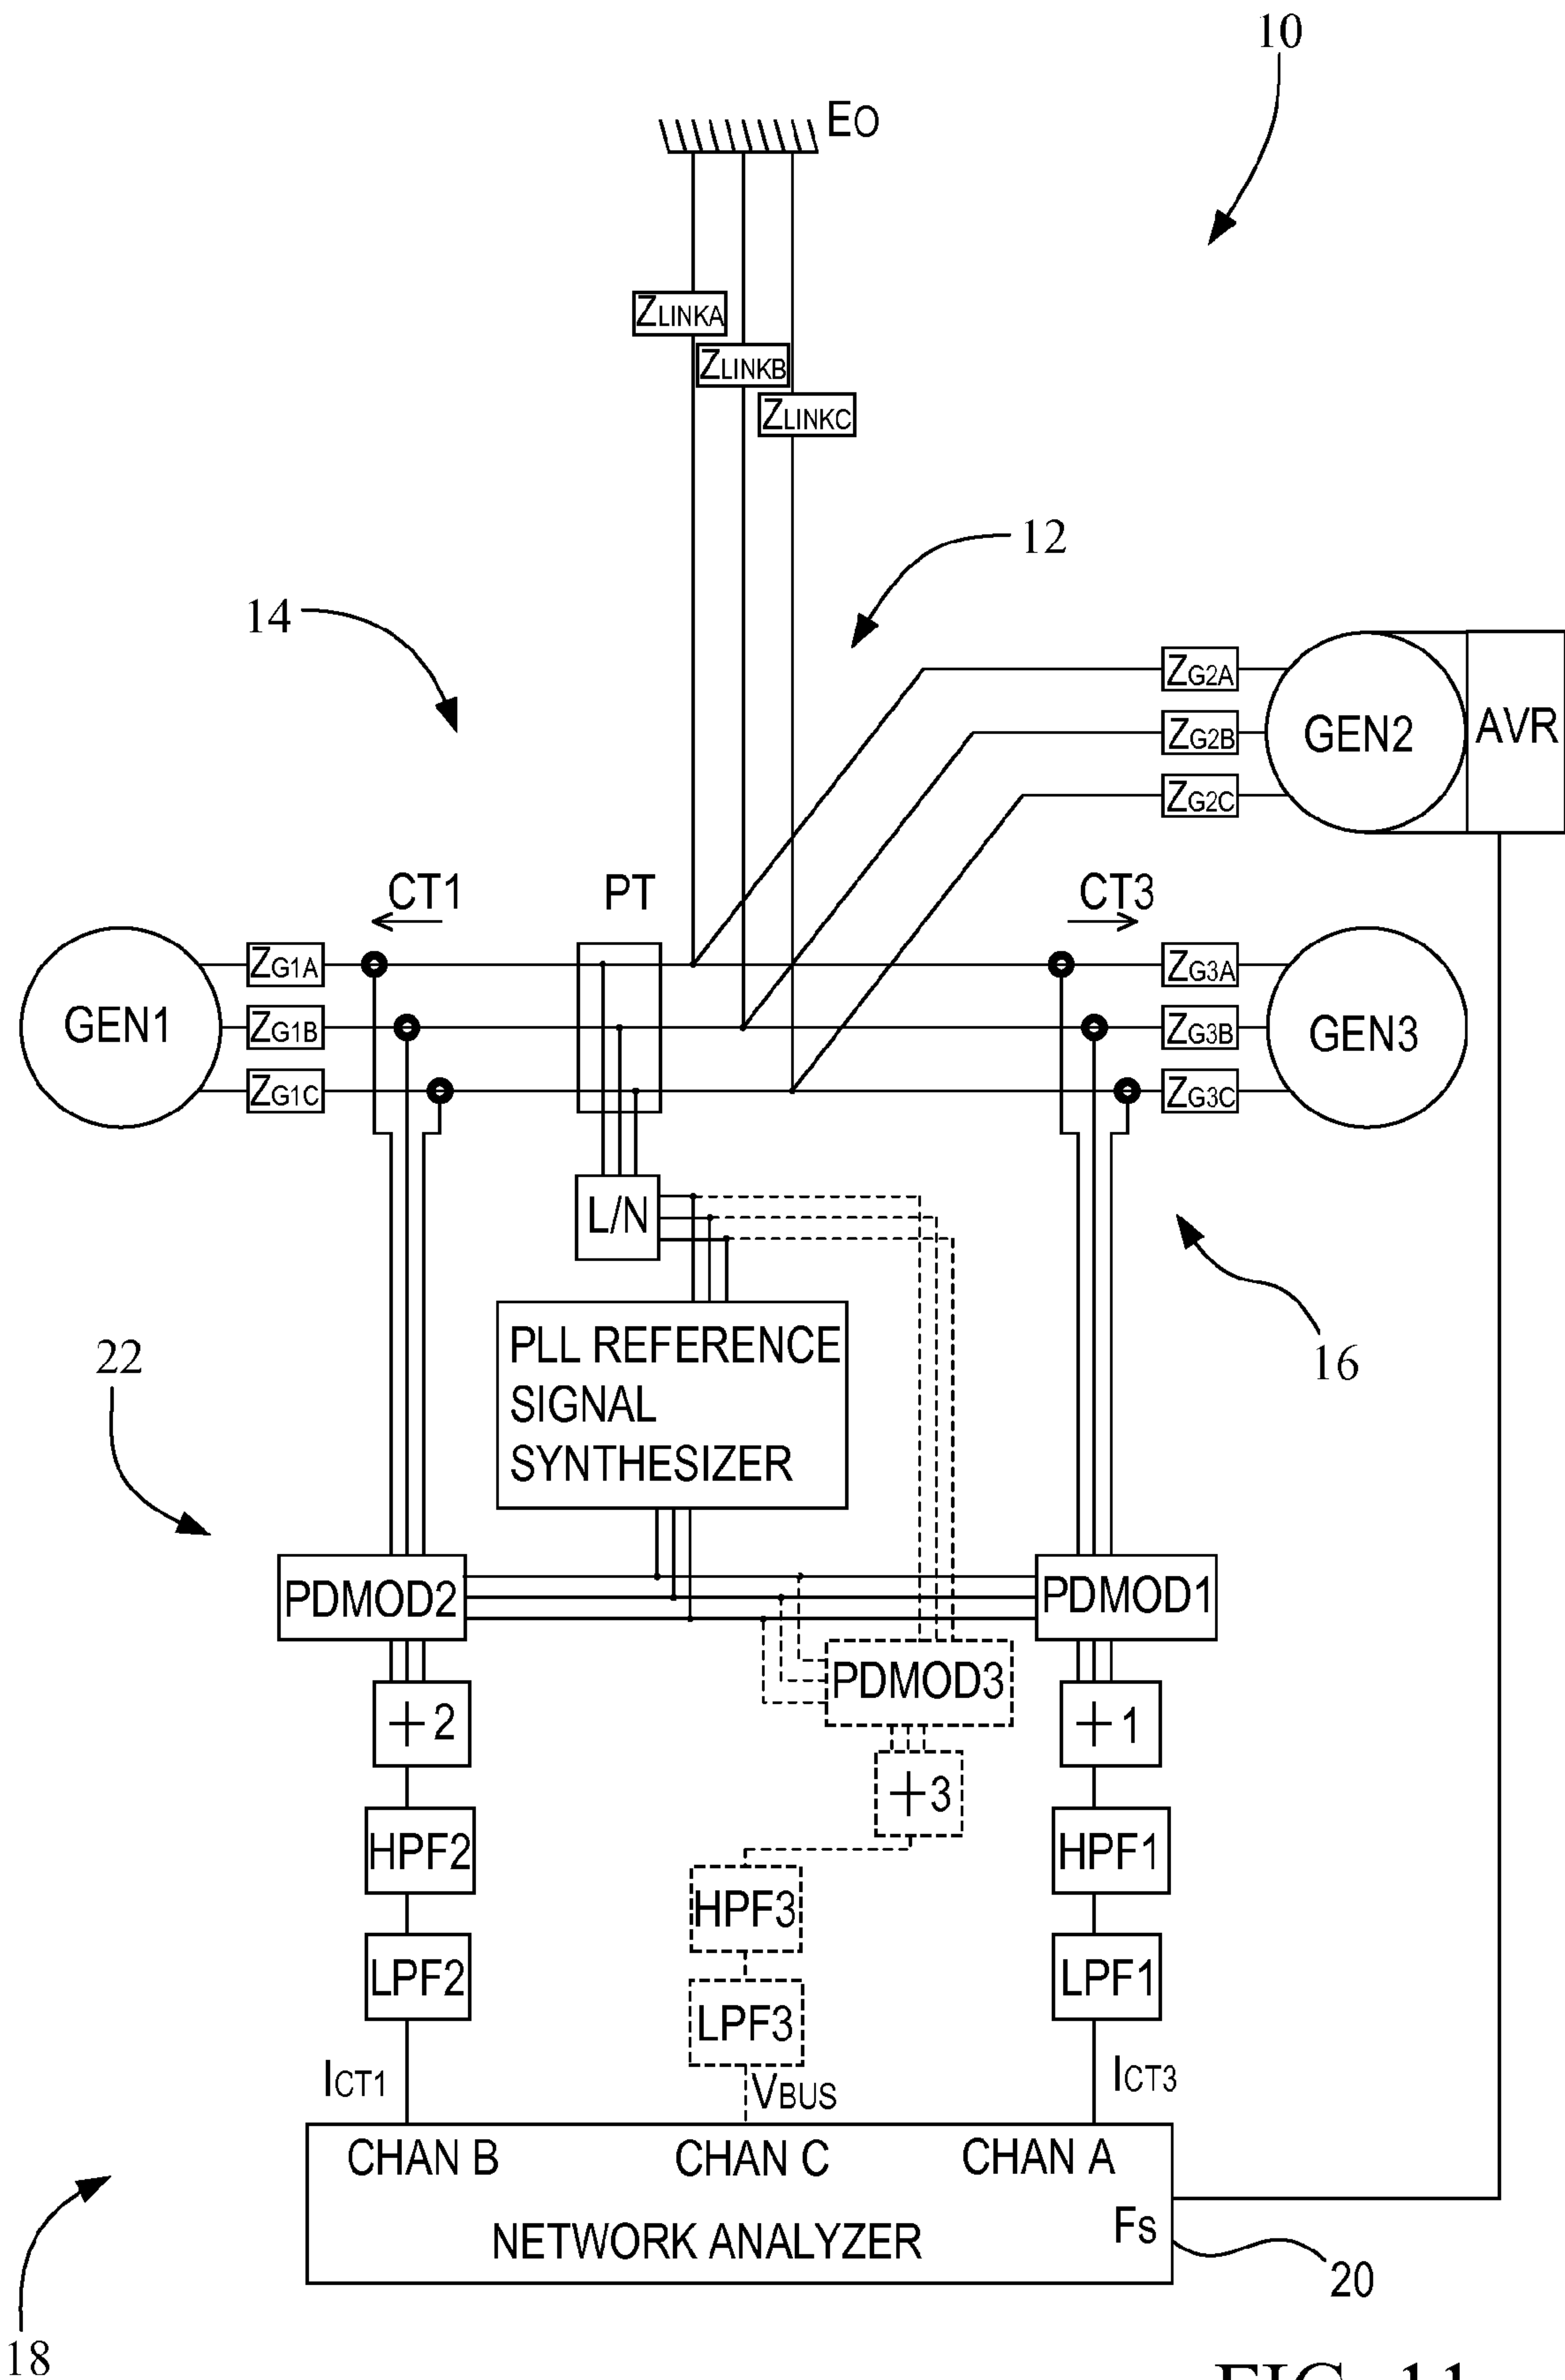 10
EO
ZLINKA
ZLINKB
ZLINKC
12
14
ZG2A
ZG2B
ZG2C
GEN2
AVR
CT1
PT
CT3
GEN1
ZG1A
ZG1B
ZG1C
ZG3A
ZG3B
ZG3C
GEN3
L/N
PLL REFERENCE
SIGNAL
SYNTHESIZER
16
22
PDMOD2
PDMOD1
PDMOD3
+2
+1
+3
HPF2
HPF1
HPF3
LPF2
LPF1
LPF3
ICT1
VBUS
ICT3
CHAN B
CHAN C
CHAN A
FS
NETWORK ANALYZER
20
18